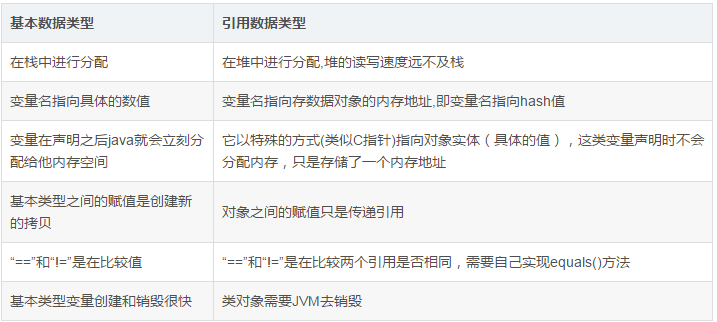 基本数据类型
引用数据类型
在栈中进行分配
在堆中进行分配,堆的读写速度远不及栈
变量名指向具体的数值
变量名指向存数据对象的内存地址,即变量名指向hash值
变量在声明之后java就会立刻分
配给他内存空间
它以特殊的方式(类似C指针)指向对象实体（具体的值），这类变量声明时不会
分配内存，只是存储了一个内存地址
基本类型之间的赋值是创建新
的拷贝
对象之间的赋值只是传递引用
“==”和“!=”是在比较值
“==”和“!=”是在比较两个引用是否相同，需要自己实现equals()方法
基本类型变量创建和销毁很快
类对象需要JVM去销毁